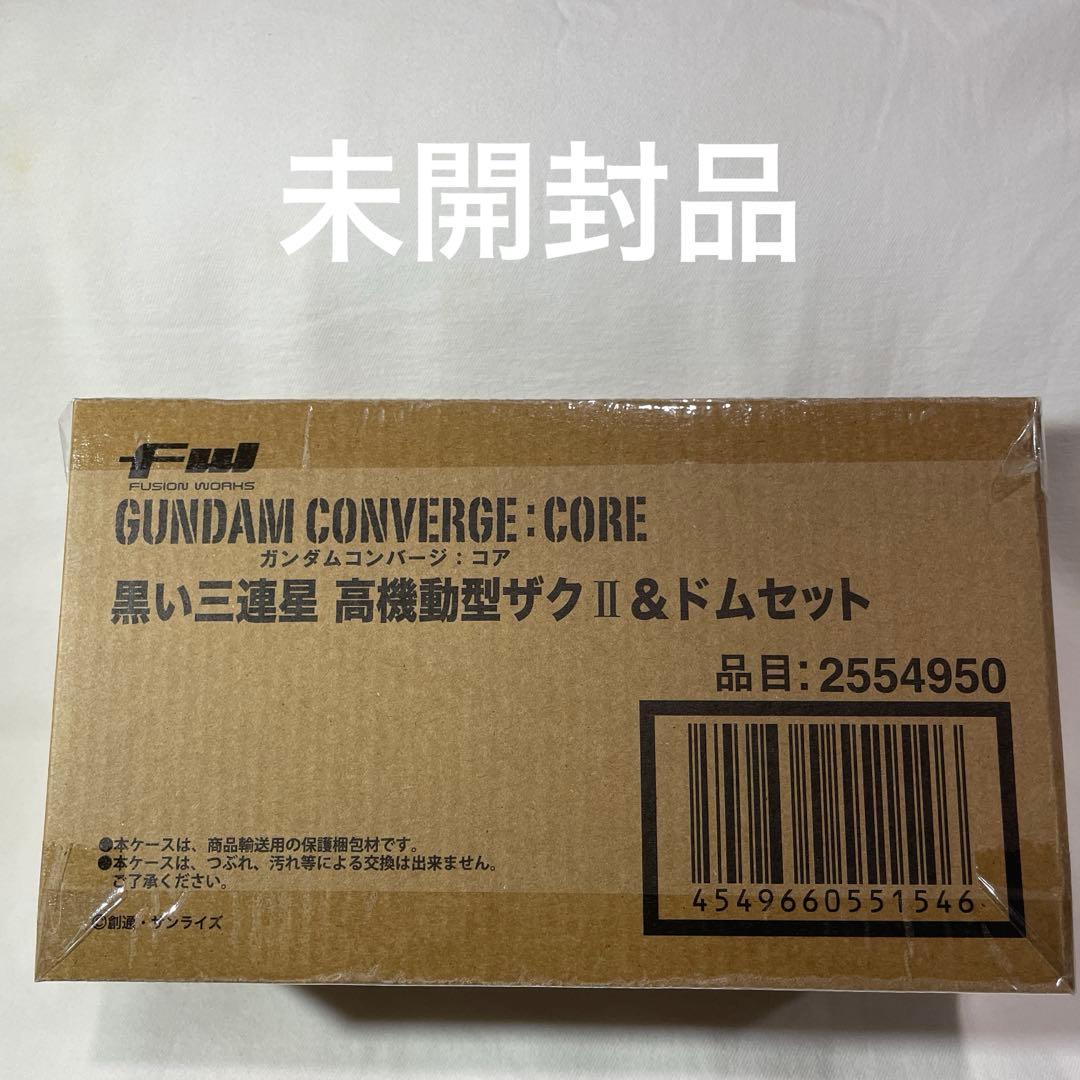 未開封品
FW
FUSION WORKS
GUNDAM CONVERGE:CORE
ガンダムコンバージ：コア
黒い三連星 高機動型ザクⅡ&ドムセット
品目：2554950
4549660551546
●本ケースは、商品輸送用の保護梱包材です。
●本ケースは、つぶれ、汚れ等による交換は出来ません。
ご了承ください。
©創通・サンライズ